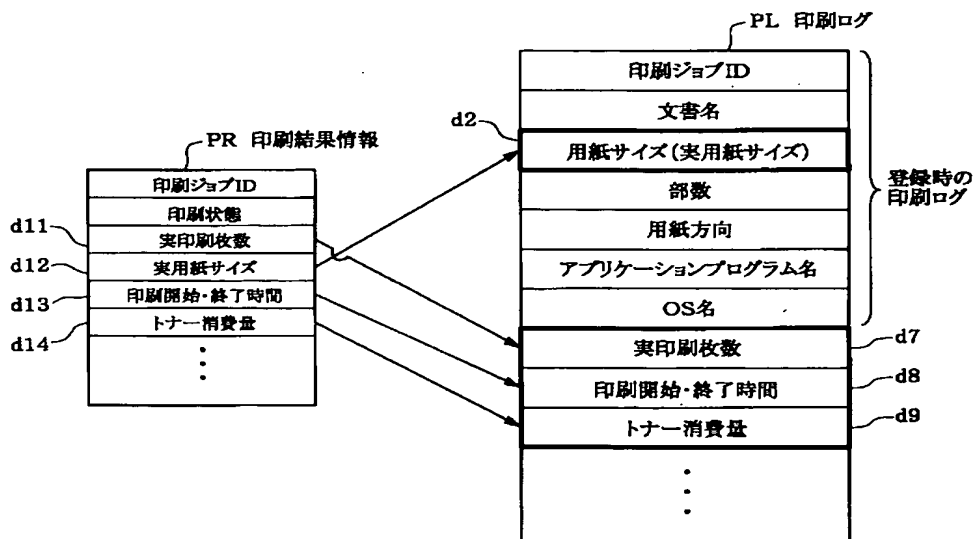 PL 印刷ログ
印刷ジョブID
文書名
d2
用紙サイズ(実用紙サイズ)
部数
用紙方向
アプリケーションプログラム名
OS名
登録時の
印刷ログ
実印刷枚数
d7
印刷開始・終了時間
d8
トナー消費量
d9
PR 印刷結果情報
印刷ジョブID
印刷状態
d11
実印刷枚数
d12
実用紙サイズ
d13
印刷開始・終了時間
d14
トナー消費量